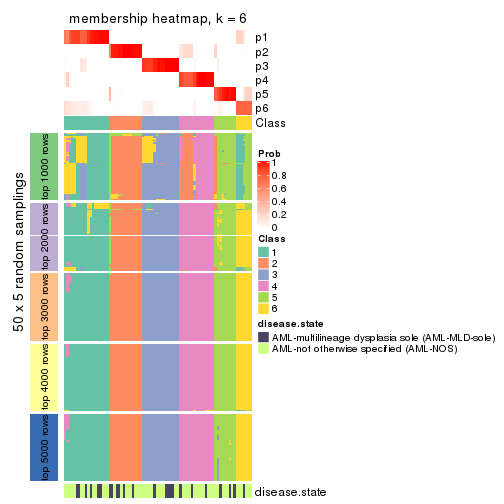 membership heatmap, k = 6
p1
p2
p3
p4
p5
p6
Class
50 x 5 random samplings
top 1000 rows
top 2000 rows
top 3000 rows
top 4000 rows
top 5000 rows
disease.state
Prob
1
0.8
0.6
0.4
0.2
0
Class
1
2
3
4
5
6
disease.state
AML-multilineage dysplasia sole (AML-MLD-sole)
AML-not otherwise specified (AML-NOS)